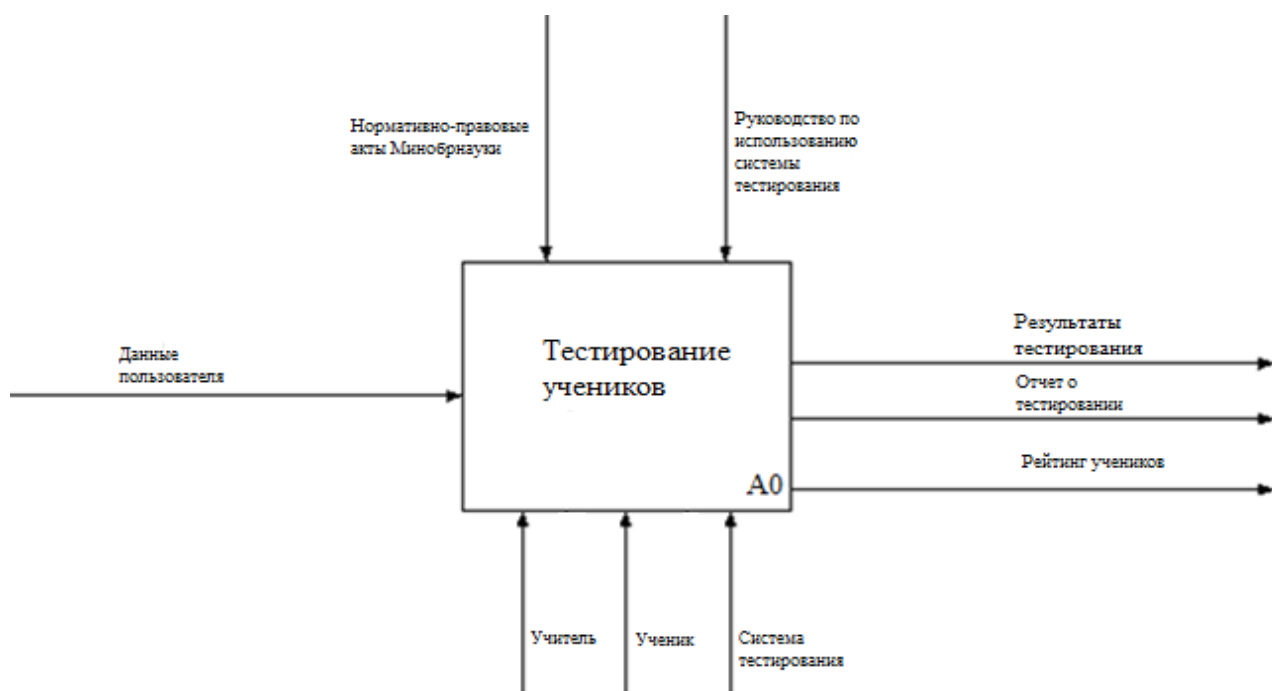 Нормативно-правовые
акты Минобрнауки
Руководство по
использованию
системы
тестирования
Данные
пользователя
Тестирование
учеников
А0
Результаты
тестирования
Отчет о
тестировании
Рейтинг учеников
Учитель
Ученик
Система
тестирования